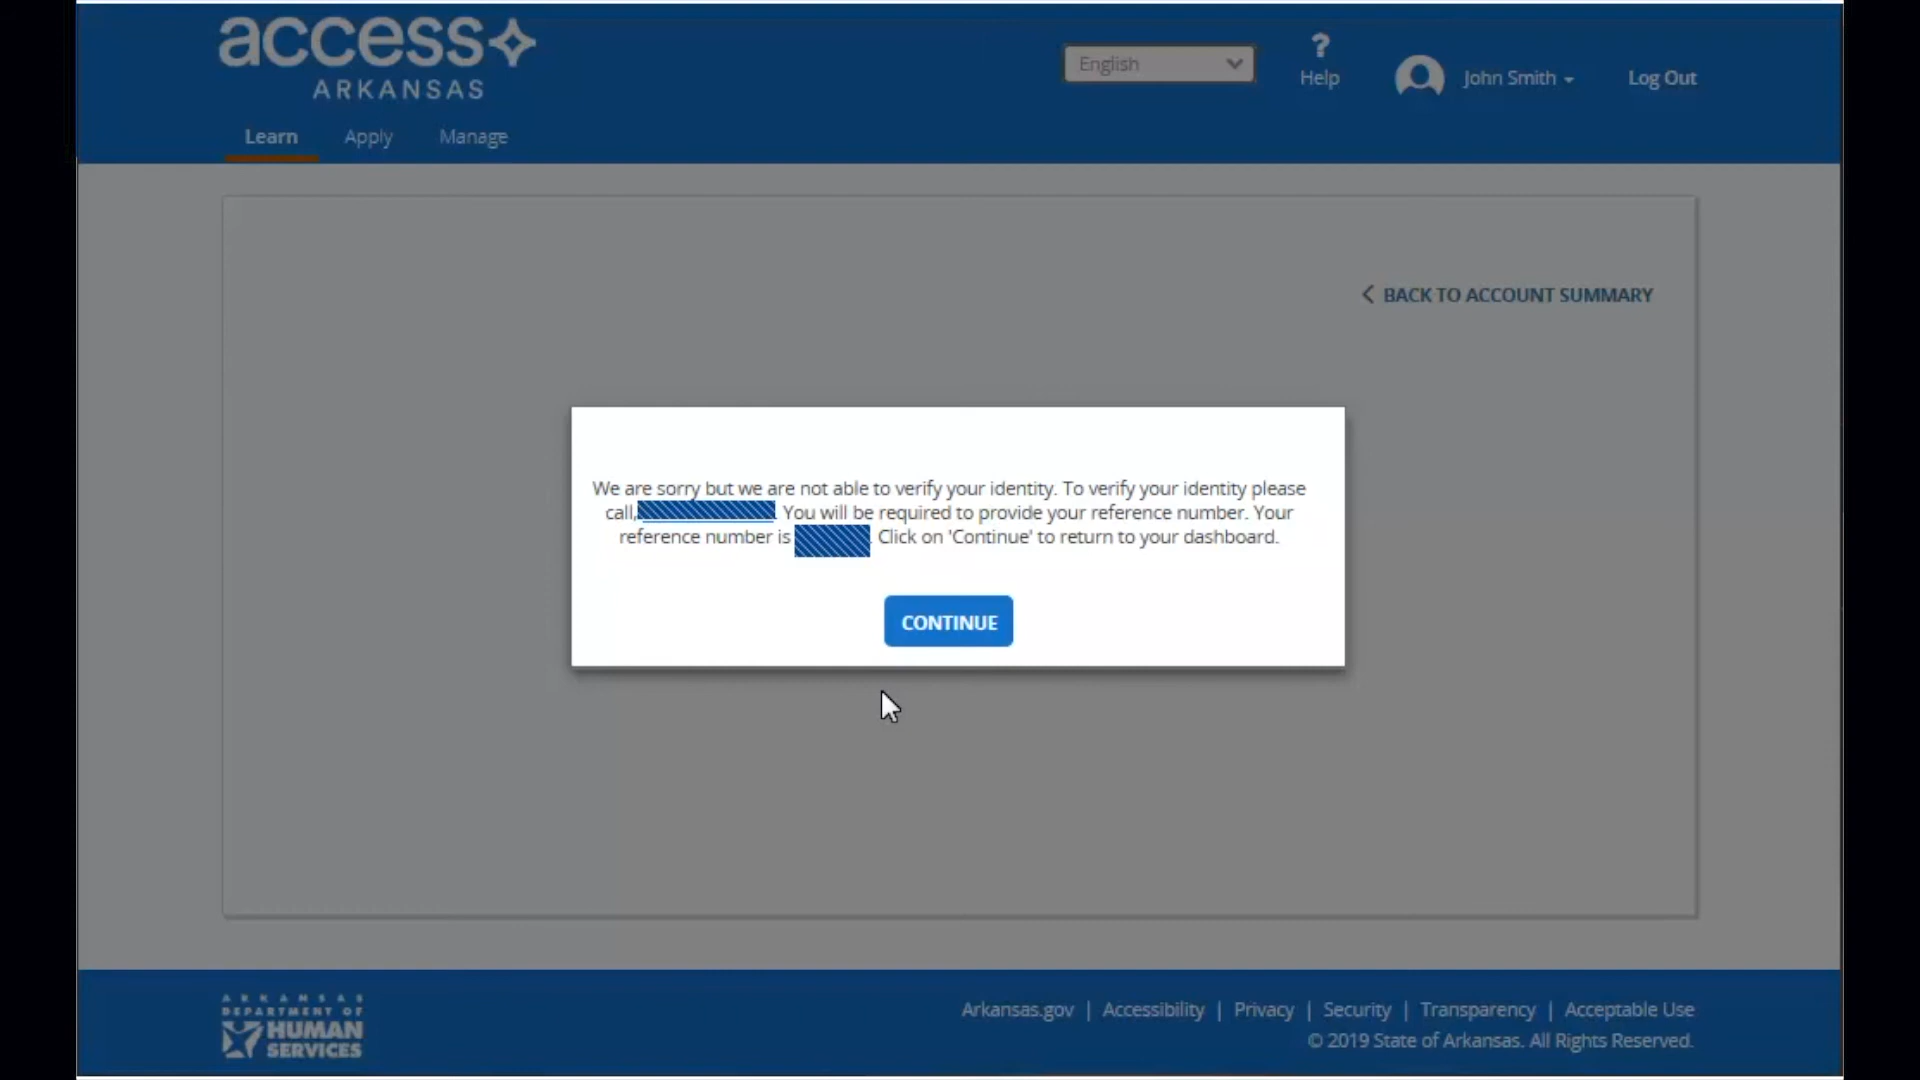 access
ARKANSAS
English
?
Help
John Smith
Log Out
Learn
Apply
Manage
BACK TO ACCOUNT SUMMARY
We are sorry but we are not able to verify your identity. To verify your identity please
call, . You will be required to provide your reference number. Your
reference number is . Click on 'Continue' to return to your dashboard.
CONTINUE
ARKANSAS
DEPARTMENT OF
HUMAN
SERVICES
Arkansas.gov | Accessibility | Privacy | Security | Transparency | Acceptable Use
© 2019 State of Arkansas. All Rights Reserved.